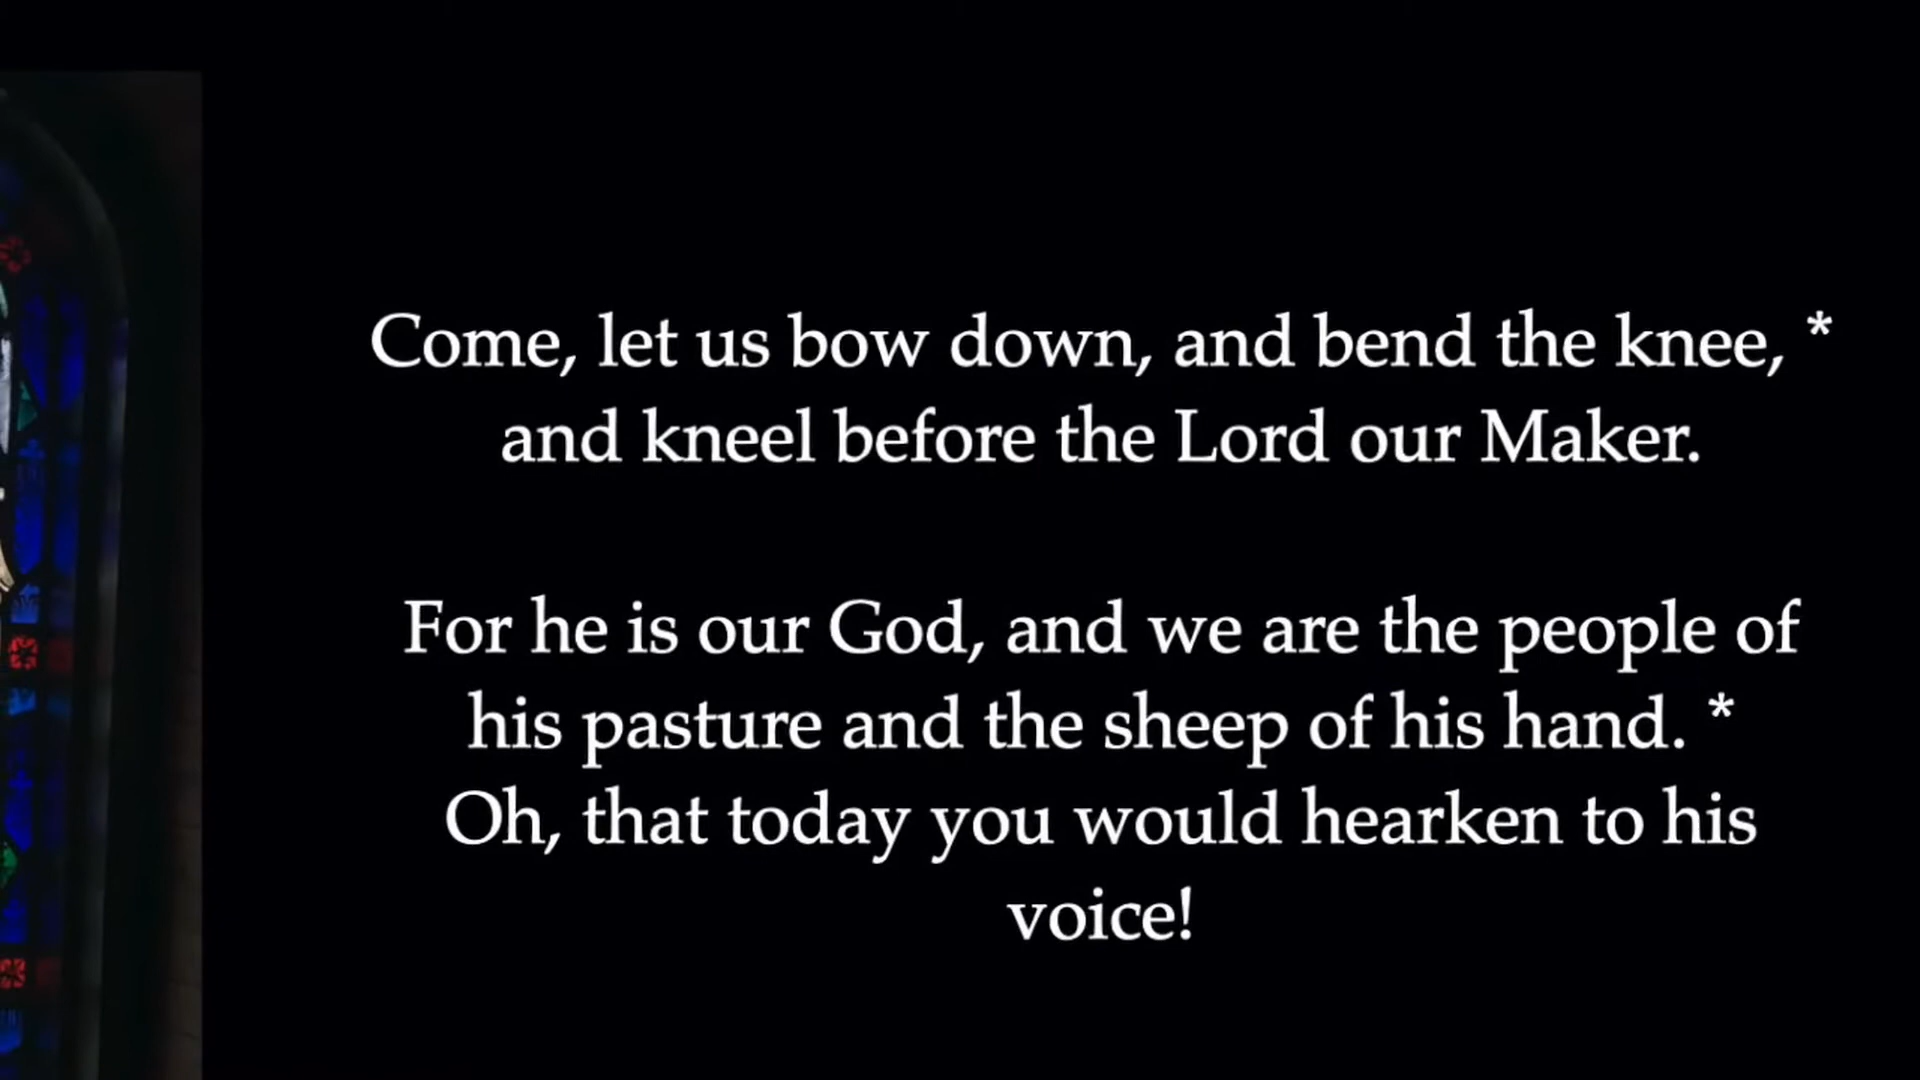 Come, let us bow down, and bend the knee, *
and kneel before the Lord our Maker.
For he is our God, and we are the people of
his pasture and the sheep of his hand. *
Oh, that today you would hearken to his
voice!